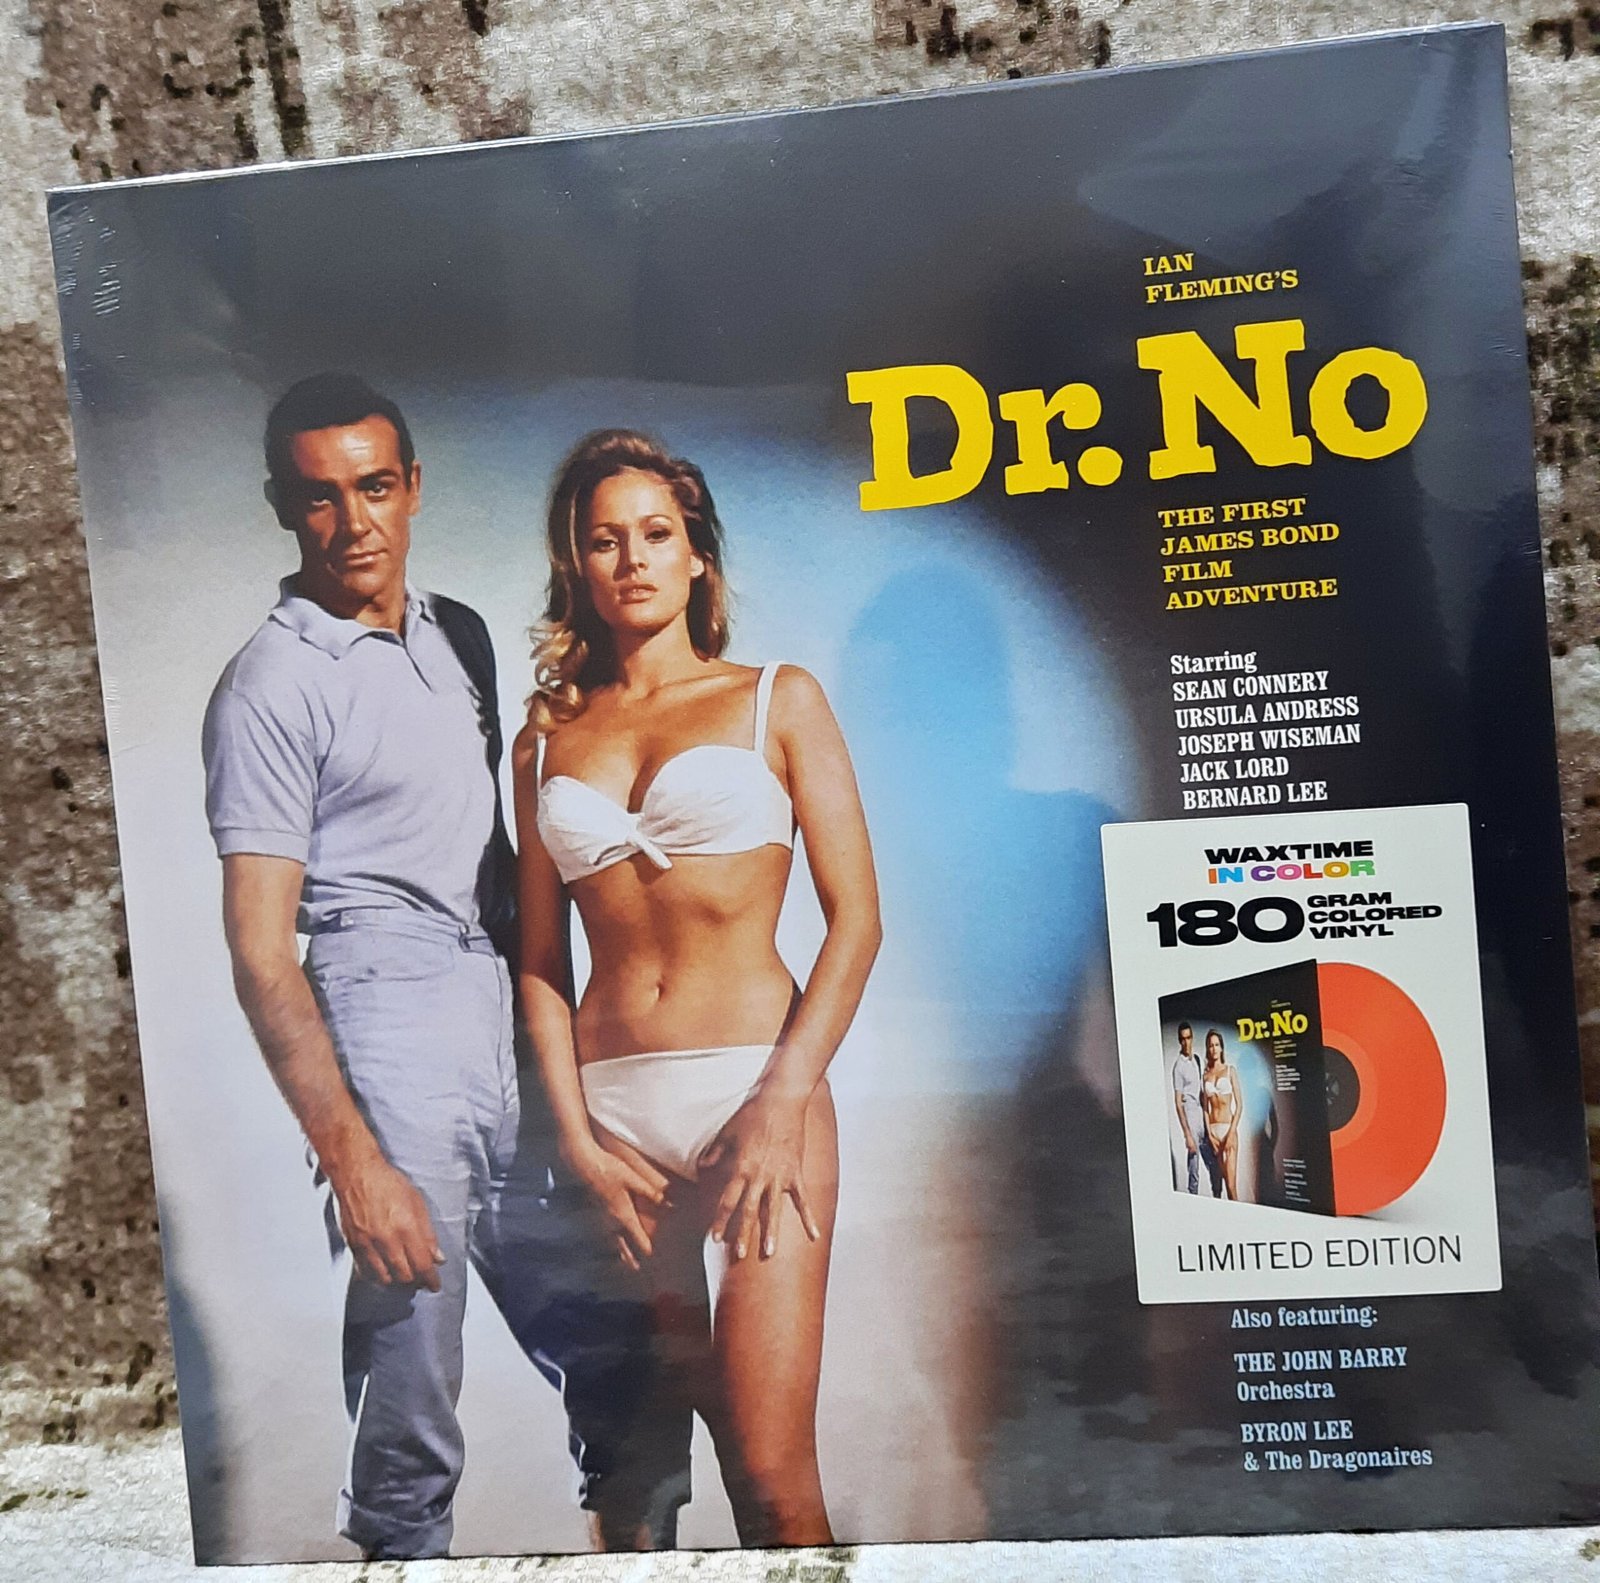 IAN
FLEMING'S
Dr. No
THE FIRST
JAMES BOND
FILM
ADVENTURE
Starring
SEAN CONNERY
URSULA ANDRESS
JOSEPH WISEMAN
JACK LORD
BERNARD LEE
WAXTIME
IN COLOR
180 GRAM
COLORED
VINYL
Dr. No
LIMITED EDITION
Also featuring:
THE JOHN BARRY
Orchestra
BYRON LEE
& The Dragonaires